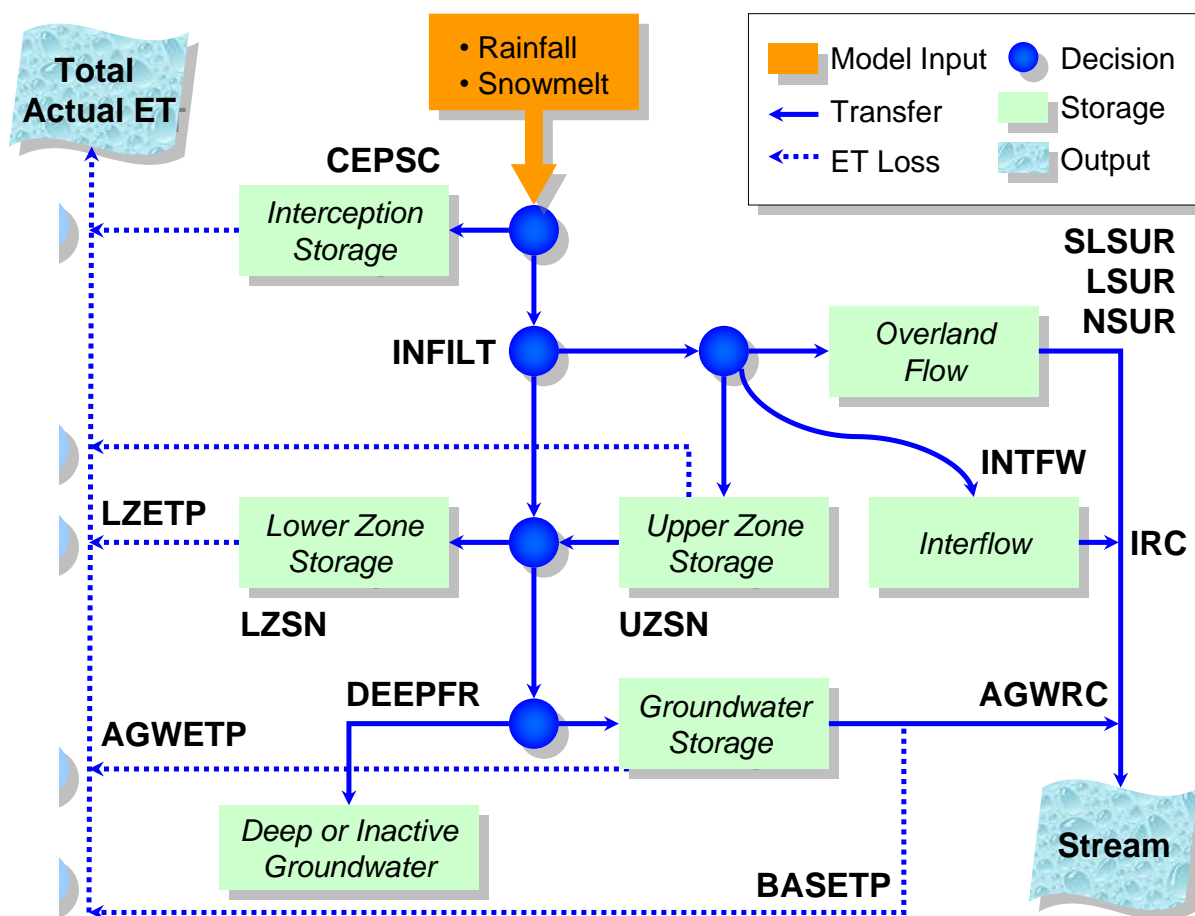 Total
Actual ET
• Rainfall
• Snowmelt
Model Input
Decision
Transfer
Storage
ET Loss
Output
CEPSC
Interception
Storage
SLSUR
LSUR
NSUR
INFILT
Overland
Flow
INTFW
LZETP
Lower Zone
Storage
Upper Zone
Storage
Interflow
IRC
LZSN
UZSN
DEEPFR
Groundwater
Storage
AGWRC
AGWETP
Deep or Inactive
Groundwater
Stream
BASETP